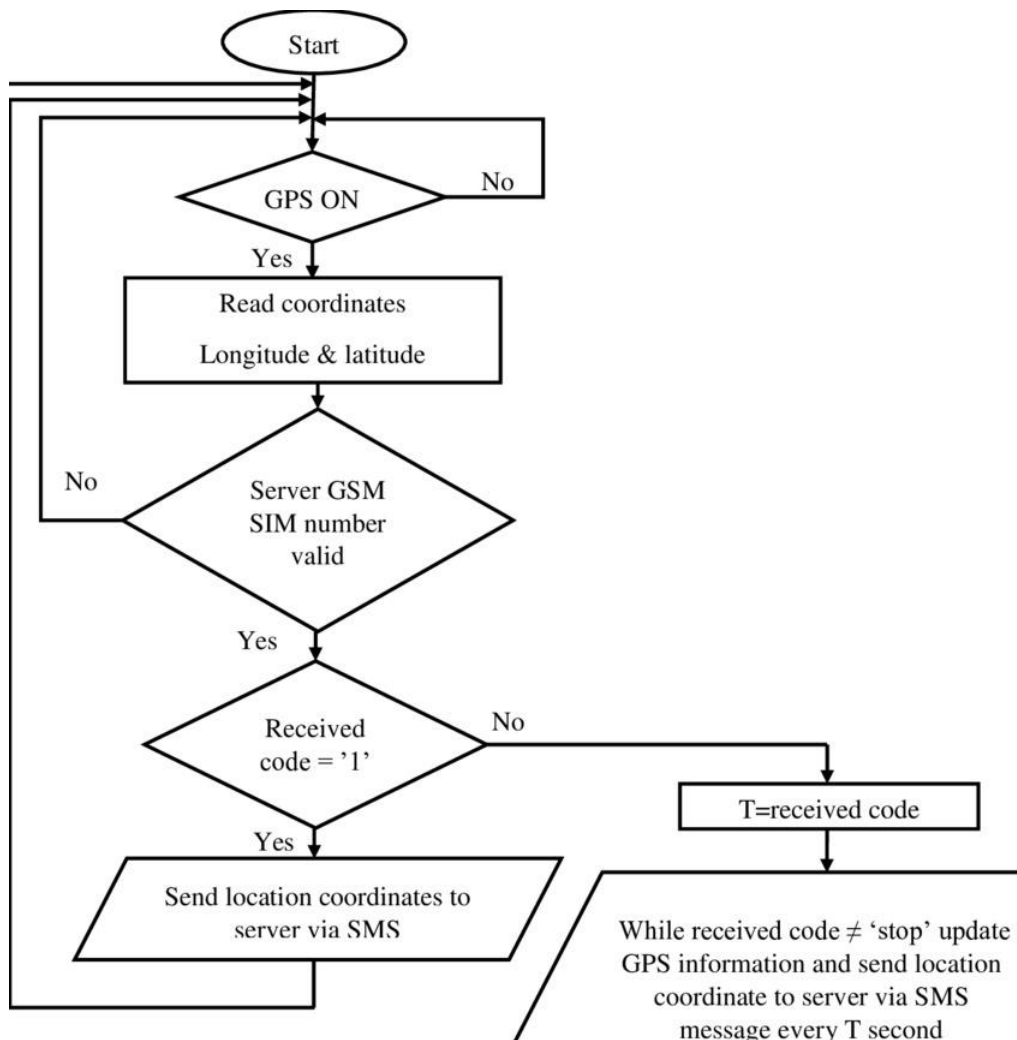 Start
GPS ON
No
Yes
Read coordinates
Longitude & latitude
No
Server GSM
SIM number
valid
Yes
Received
code = ’1’
No
T=received code
Yes
Send location coordinates to
server via SMS
While received code ≠ ‘stop’ update
GPS information and send location
coordinate to server via SMS
message every T second